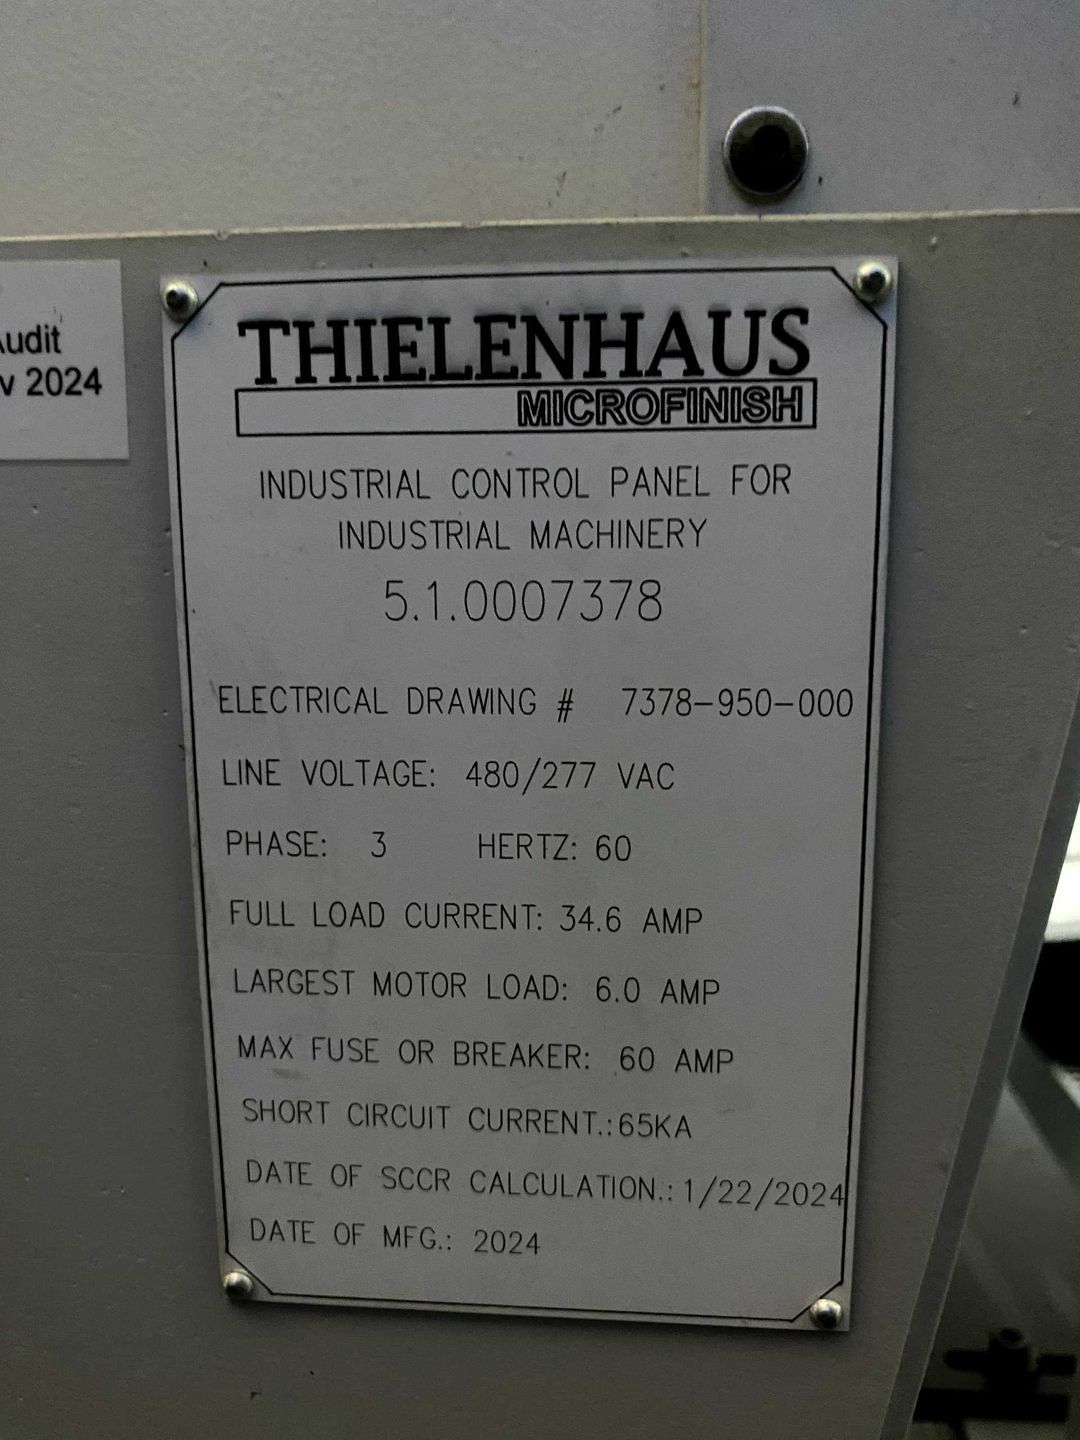 2024
THIELENHAUS
MICROFINISH
INDUSTRIAL CONTROL PANEL FOR
INDUSTRIAL MACHINERY
5.1.0007378
ELECTRICAL DRAWING # 7378-950-000
LINE VOLTAGE: 480/277 VAC
PHASE: 3 HERTZ: 60
FULL LOAD CURRENT: 34.6 AMP
LARGEST MOTOR LOAD: 6.0 AMP
MAX FUSE OR BREAKER: 60 AMP
SHORT CIRCUIT CURRENT.:65KA
DATE OF SCCR CALCULATION.: 1/22/2024
DATE OF MFG.: 2024